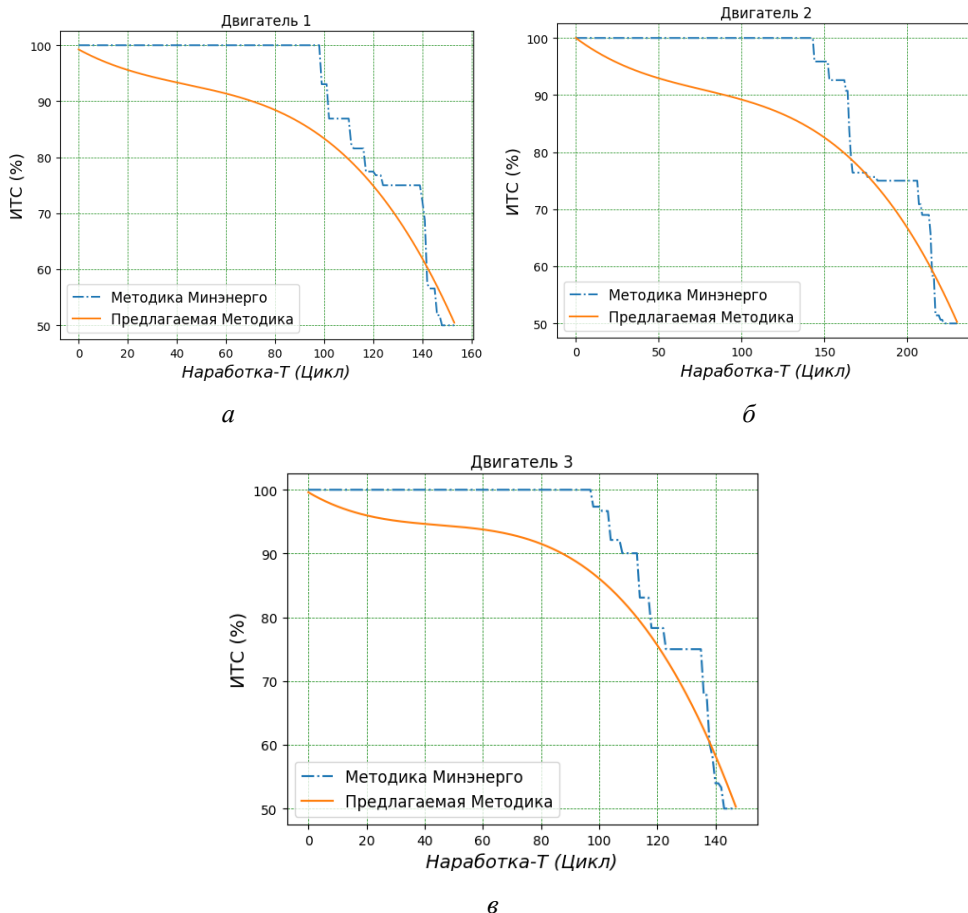 Двигатель 1
ИТС (%)
100
90
80
70
60
50
Методика Минэнерго
Предлагаемая Методика
0 20 40 60 80 100 120 140 160
Наработка-Т (Цикл)
а
Двигатель 2
ИТС (%)
100
90
80
70
60
50
Методика Минэнерго
Предлагаемая Методика
0 50 100 150 200
Наработка-Т (Цикл)
б
Двигатель 3
ИТС (%)
100
90
80
70
60
50
Методика Минэнерго
Предлагаемая Методика
0 20 40 60 80 100 120 140
Наработка-Т (Цикл)
в